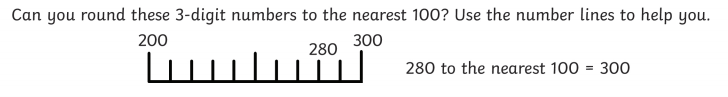 Can you round these 3-digit numbers to the nearest 100? Use the number lines to help you.
200 280 300
280 to the nearest 100 = 300